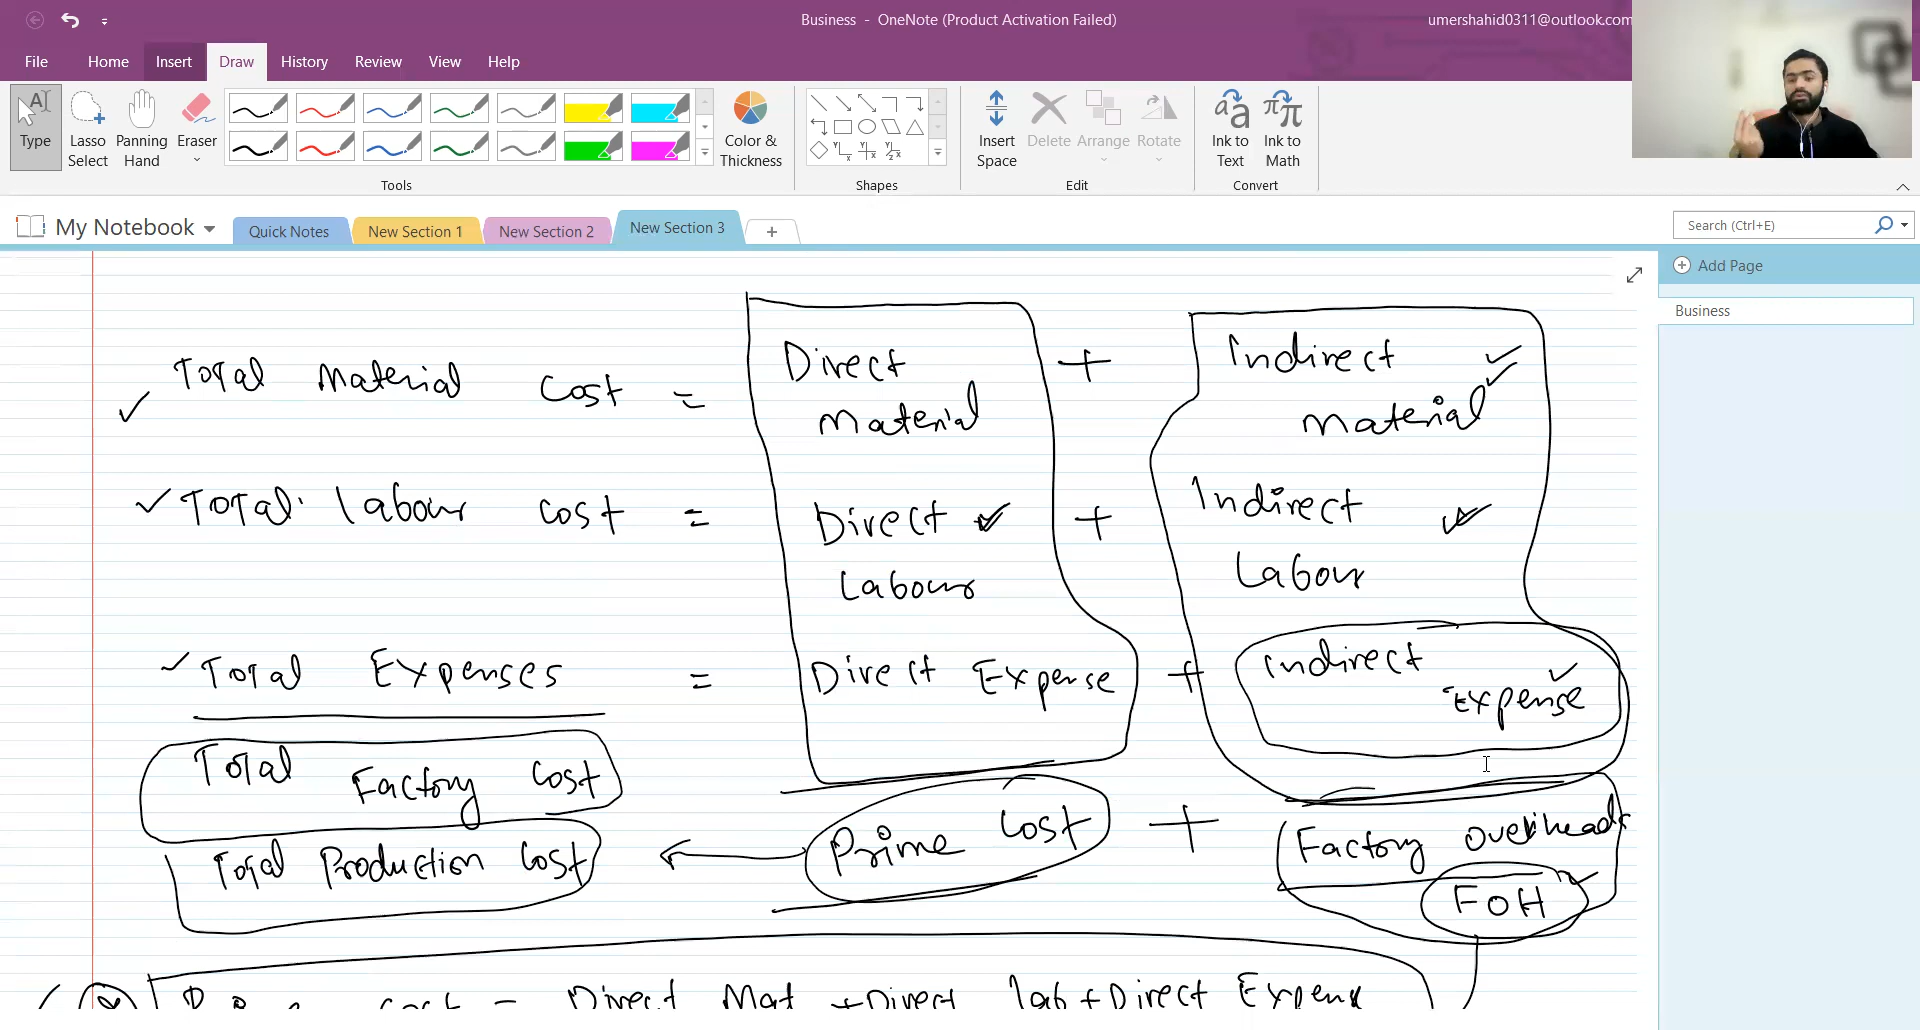 Business - OneNote (Product Activation Failed)
umershahid0311@outlook.com
File Home Insert Draw History Review View Help
Type
Lasso Select
Panning Hand
Eraser
Color & Thickness
Insert Space
Delete
Arrange
Rotate
Ink to Text
Ink to Math
Tools
Shapes
Edit
Convert
My Notebook
Quick Notes
New Section 1
New Section 2
New Section 3
Search (Ctrl+E)
Add Page
Business
Total Material Cost = Direct Material + Indirect Material
Total Labour Cost = Direct Labour + Indirect Labour
Total Expenses = Direct Expense + Indirect Expense
Total Factory Cost
Total Production Cost ← Prime Cost + Factory Overheads
FOH
Cost = Direct Mat + Direct lab + Direct Expens